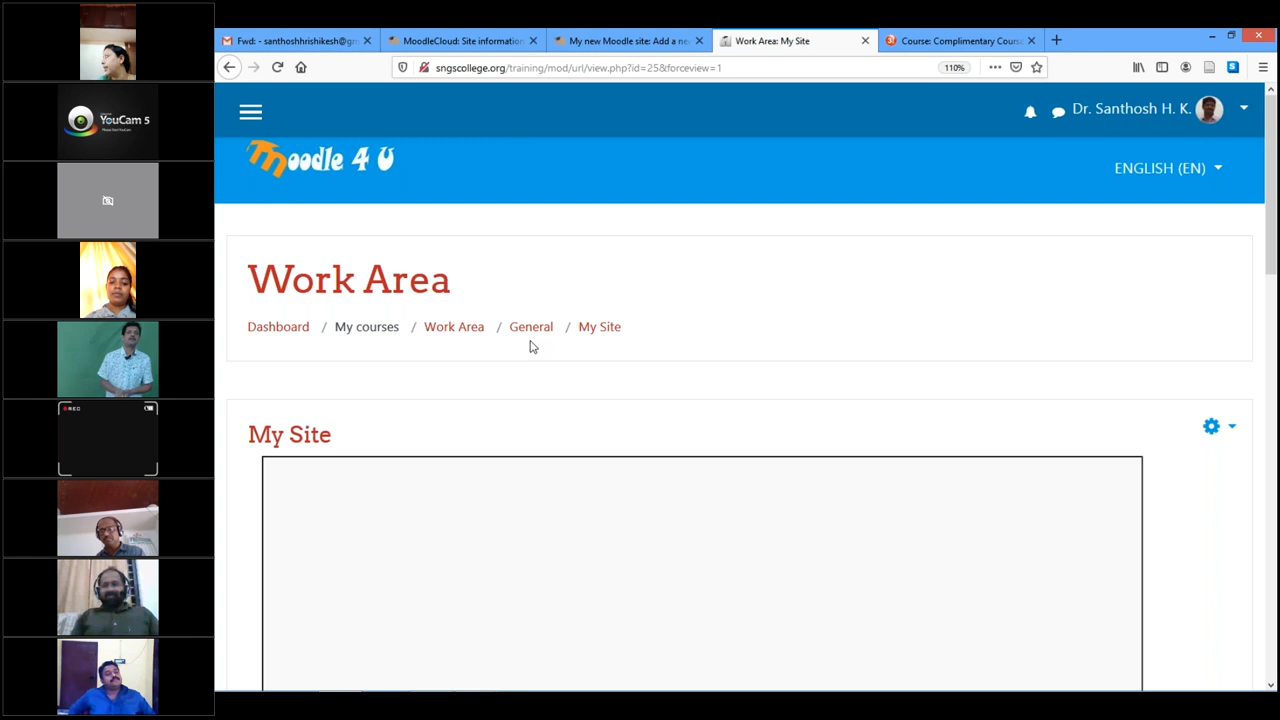 Fwd: - santhoshhrishikesh@gm
MoodleCloud: Site information
My new Moodle site: Add a ne
Work Area: My Site
Course: Complimentary Cours
sngscollege.org/training/mod/url/view.php?id=25&forceview=1
110%
Dr. Santhosh H. K.
moodle 4 U
ENGLISH (EN)
Work Area
Dashboard / My courses / Work Area / General / My Site
My Site
YouCam 5
REC